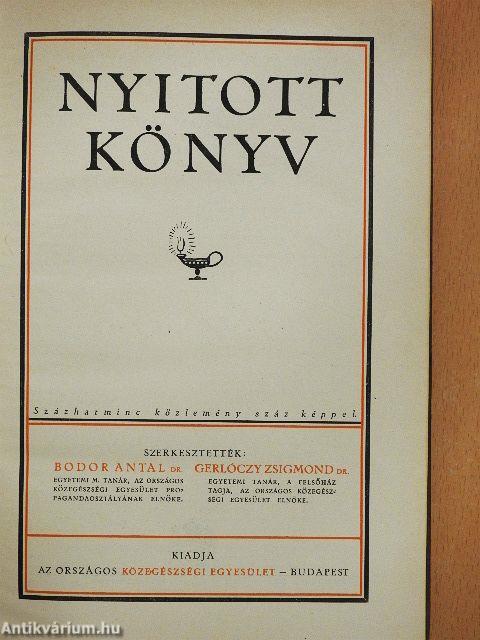 NYITOTT
KÖNYV
Százharminc közlemény száz képpel.
SZERKESZTETTÉK:
BODOR ANTAL DR.
EGYETEMI M. TANÁR, AZ ORSZÁGOS
KÖZEGÉSZSÉGI EGYESÜLET PRO-
PAGANDAOSZTÁLYÁNAK ELNÖKE.
GERLÓCZY ZSIGMOND DR.
EGYETEMI TANÁR, A FELSŐHÁZ
TAGJA, AZ ORSZÁGOS KÖZEGÉSZ-
SÉGI EGYESÜLET ELNÖKE.
KIADJA
AZ ORSZÁGOS KÖZEGÉSZSÉGI EGYESÜLET – BUDAPEST
Antikvárium.hu